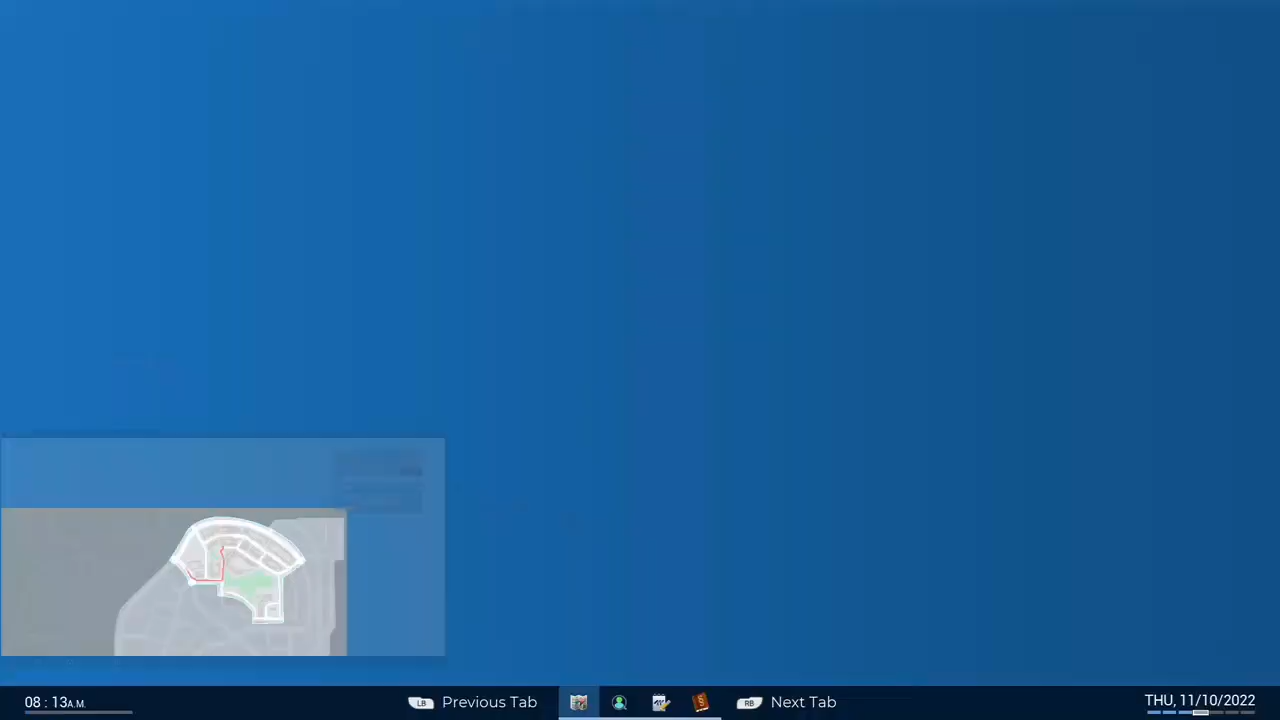 08 : 13A.M.
LB Previous Tab
RB Next Tab
THU, 11/10/2022